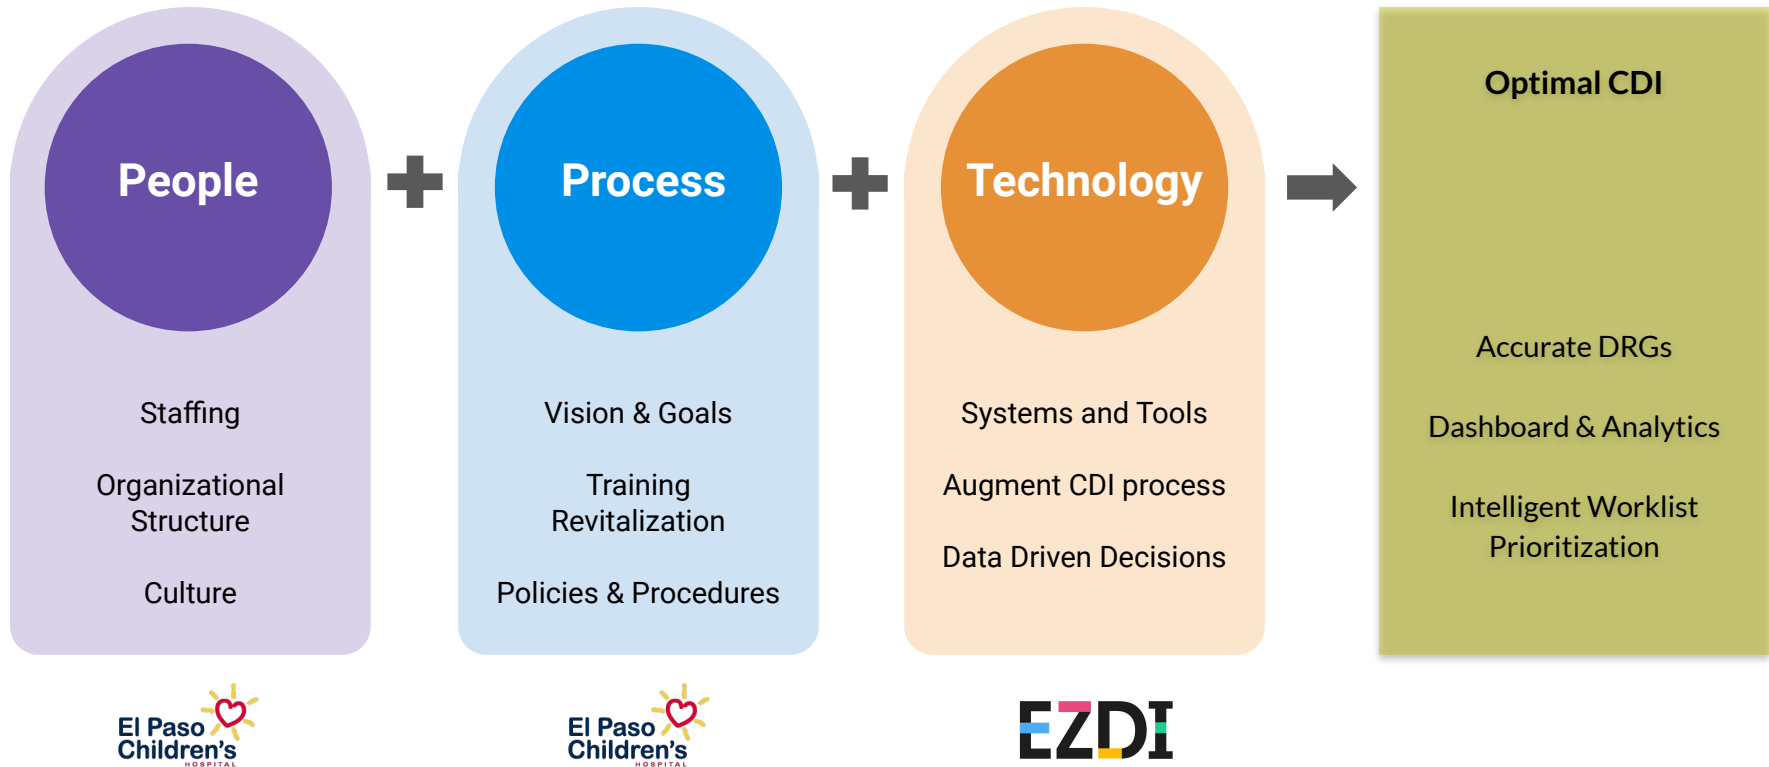 People
Staffing
Organizational
Structure
Culture
El Paso
Children's
HOSPITAL
Process
Vision & Goals
Training
Revitalization
Policies & Procedures
El Paso
Children's
HOSPITAL
Technology
Systems and Tools
Augment CDI process
Data Driven Decisions
EZDI
Optimal CDI
Accurate DRGs
Dashboard & Analytics
Intelligent Worklist
Prioritization